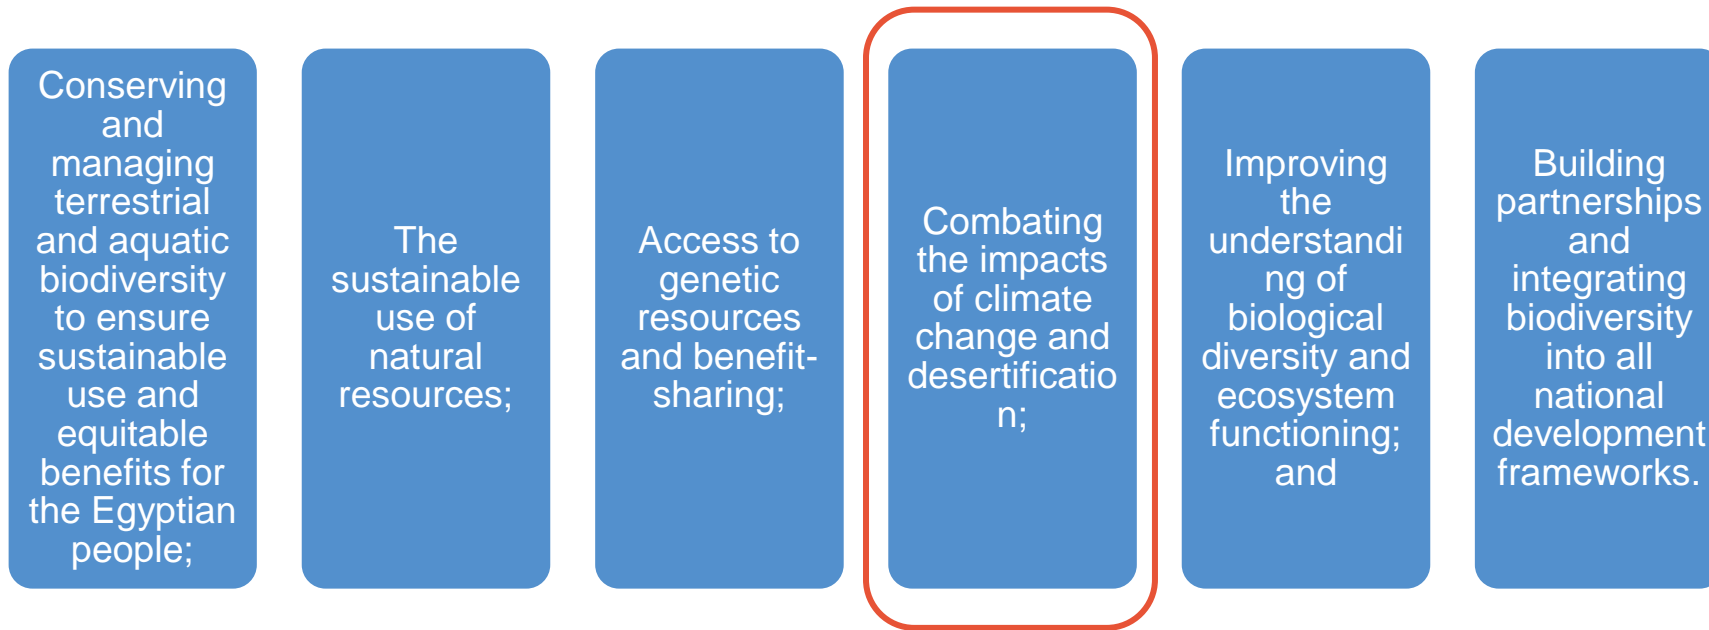 Conserving
and
managing
terrestrial
and aquatic
biodiversity
to ensure
sustainable
use and
equitable
benefits for
the Egyptian
people;
The
sustainable
use of
natural
resources;
Access to
genetic
resources
and benefit-
sharing;
Combating
the impacts
of climate
change and
desertificatio
n;
Improving
the
understandi
ng of
biological
diversity and
ecosystem
functioning;
and
Building
partnerships
and
integrating
biodiversity
into all
national
development
frameworks.